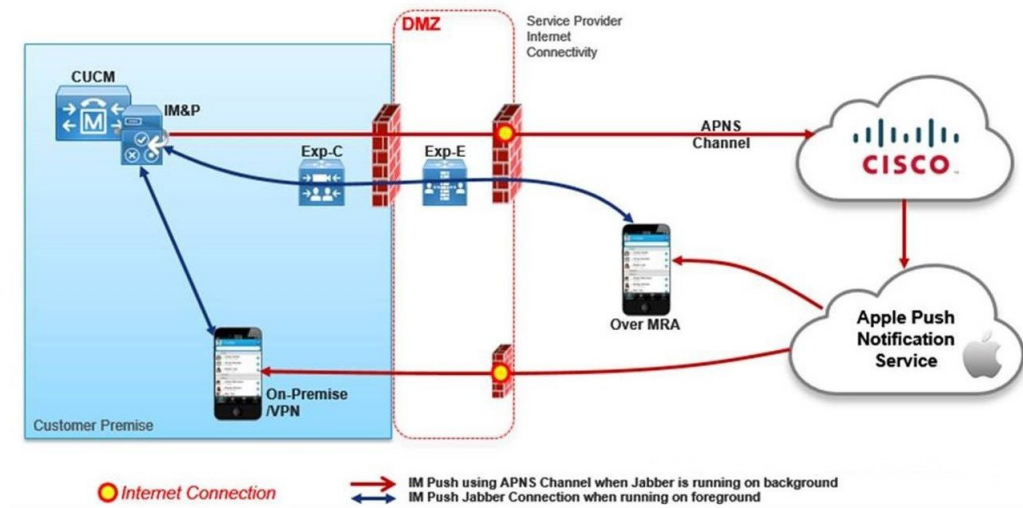 DMZ
Service Provider
Internet
Connectivity
CUCM
IM&P
Exp-C
Exp-E
APNS
Channel
CISCO
Over MRA
Apple Push
Notification
Service
On-Premise
/VPN
Customer Premise
Internet Connection
IM Push using APNS Channel when Jabber is running on background
IM Push Jabber Connection when running on foreground